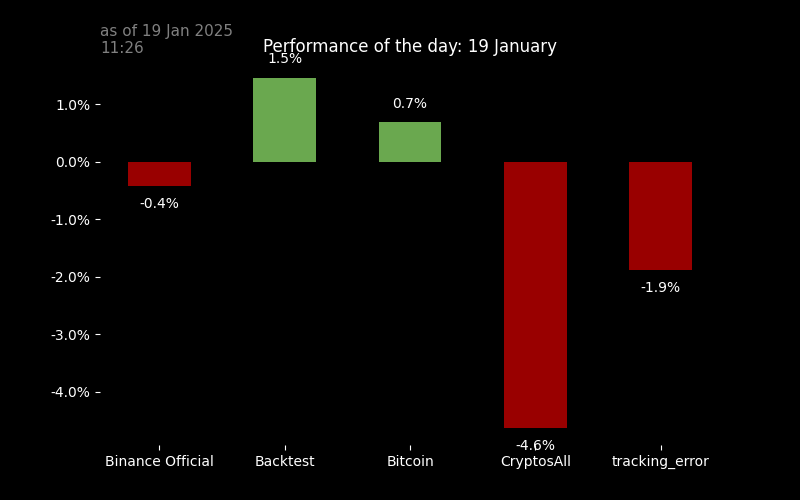 as of 19 Jan 2025
11:26
Performance of the day: 19 January
1.5%
1.0%
0.7%
0.0%
-0.4%
-1.0%
-2.0%
-1.9%
-3.0%
-4.0%
-4.6%
Binance Official
Backtest
Bitcoin
CryptosAll
tracking_error